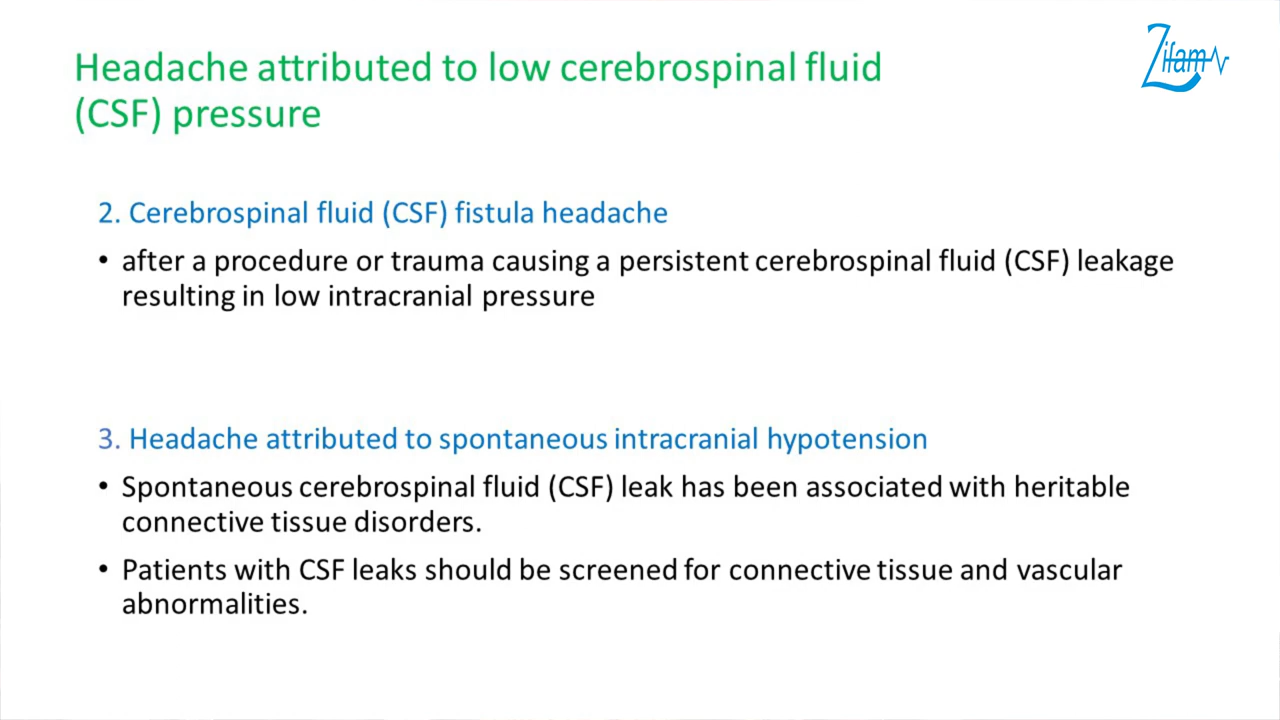 Headache attributed to low cerebrospinal fluid
(CSF) pressure
Zifam
2. Cerebrospinal fluid (CSF) fistula headache
• after a procedure or trauma causing a persistent cerebrospinal fluid (CSF) leakage
resulting in low intracranial pressure
3. Headache attributed to spontaneous intracranial hypotension
• Spontaneous cerebrospinal fluid (CSF) leak has been associated with heritable
connective tissue disorders.
• Patients with CSF leaks should be screened for connective tissue and vascular
abnormalities.